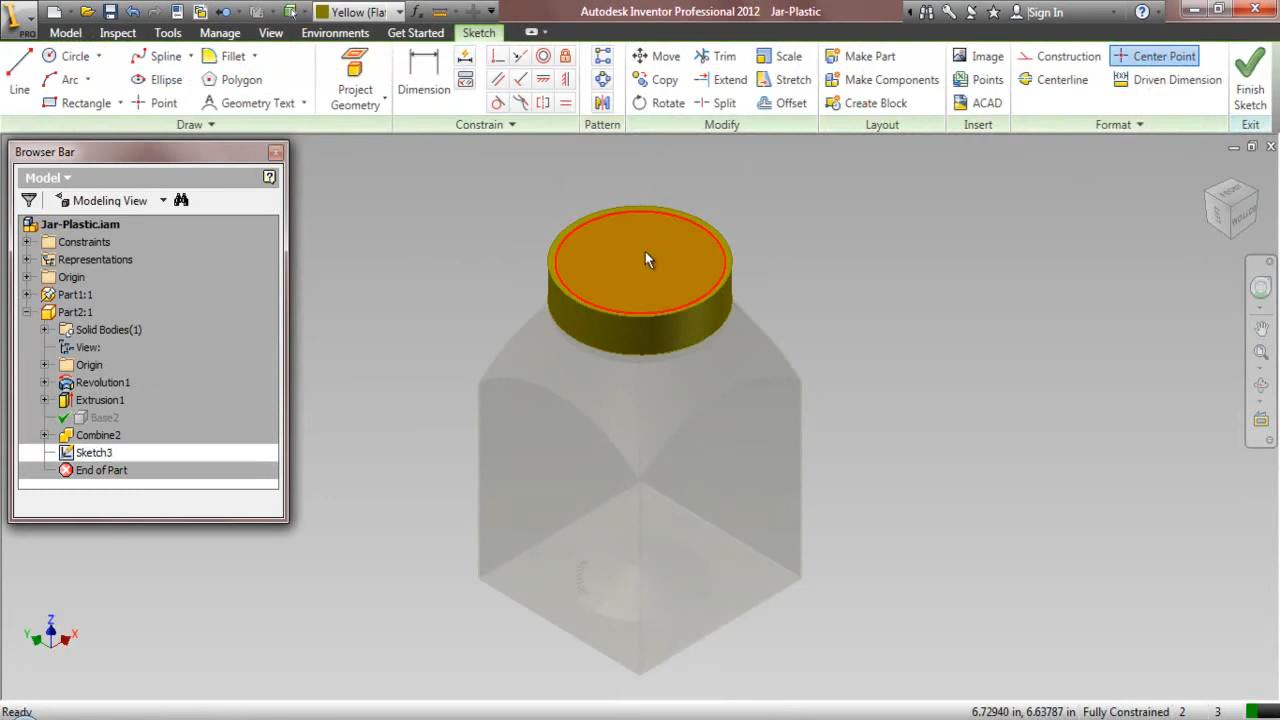 Yellow (Fla
Autodesk Inventor Professional 2012 Jar-Plastic
Sign In
PRO
Model Inspect Tools Manage View Environments Get Started Sketch
Line
Circle
Arc
Rectangle
Spline
Ellipse
Point
Fillet
Polygon
Geometry Text
Project
Geometry
Dimension
Move
Copy
Rotate
Trim
Extend
Split
Scale
Stretch
Offset
Make Part
Make Components
Create Block
Image
Points
ACAD
Construction
Centerline
Center Point
Driven Dimension
Finish
Sketch
Draw
Constrain
Pattern
Modify
Layout
Insert
Format
Exit
Browser Bar
Model
Modeling View
Jar-Plastic.iam
Constraints
Representations
Origin
Part1:1
Part2:1
Solid Bodies(1)
View:
Origin
Revolution1
Extrusion1
Base2
Combine2
Sketch3
End of Part
FRONT
BOTTOM
Z
Y
X
Ready
6.72940 in, 6.63787 in Fully Constrained 2 3